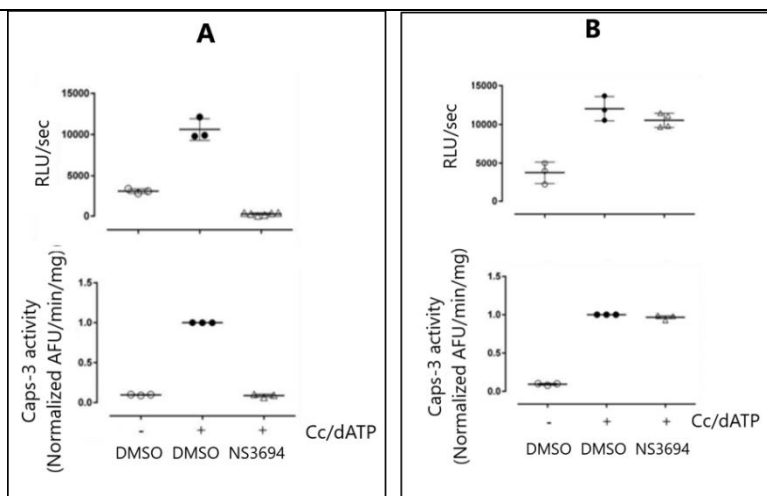 A
RLU/sec
15000
10000
5000
0
Caps-3 activity
(Normalized AFU/min/mg)
1.5
1.0
0.5
0.0
- + + Cc/dATP
DMSO DMSO NS3694
B
RLU/sec
15000
10000
5000
0
Caps-3 activity
(Normalized AFU/min/mg)
1.5
1.0
0.5
0.0
- + + Cc/dATP
DMSO DMSO NS3694